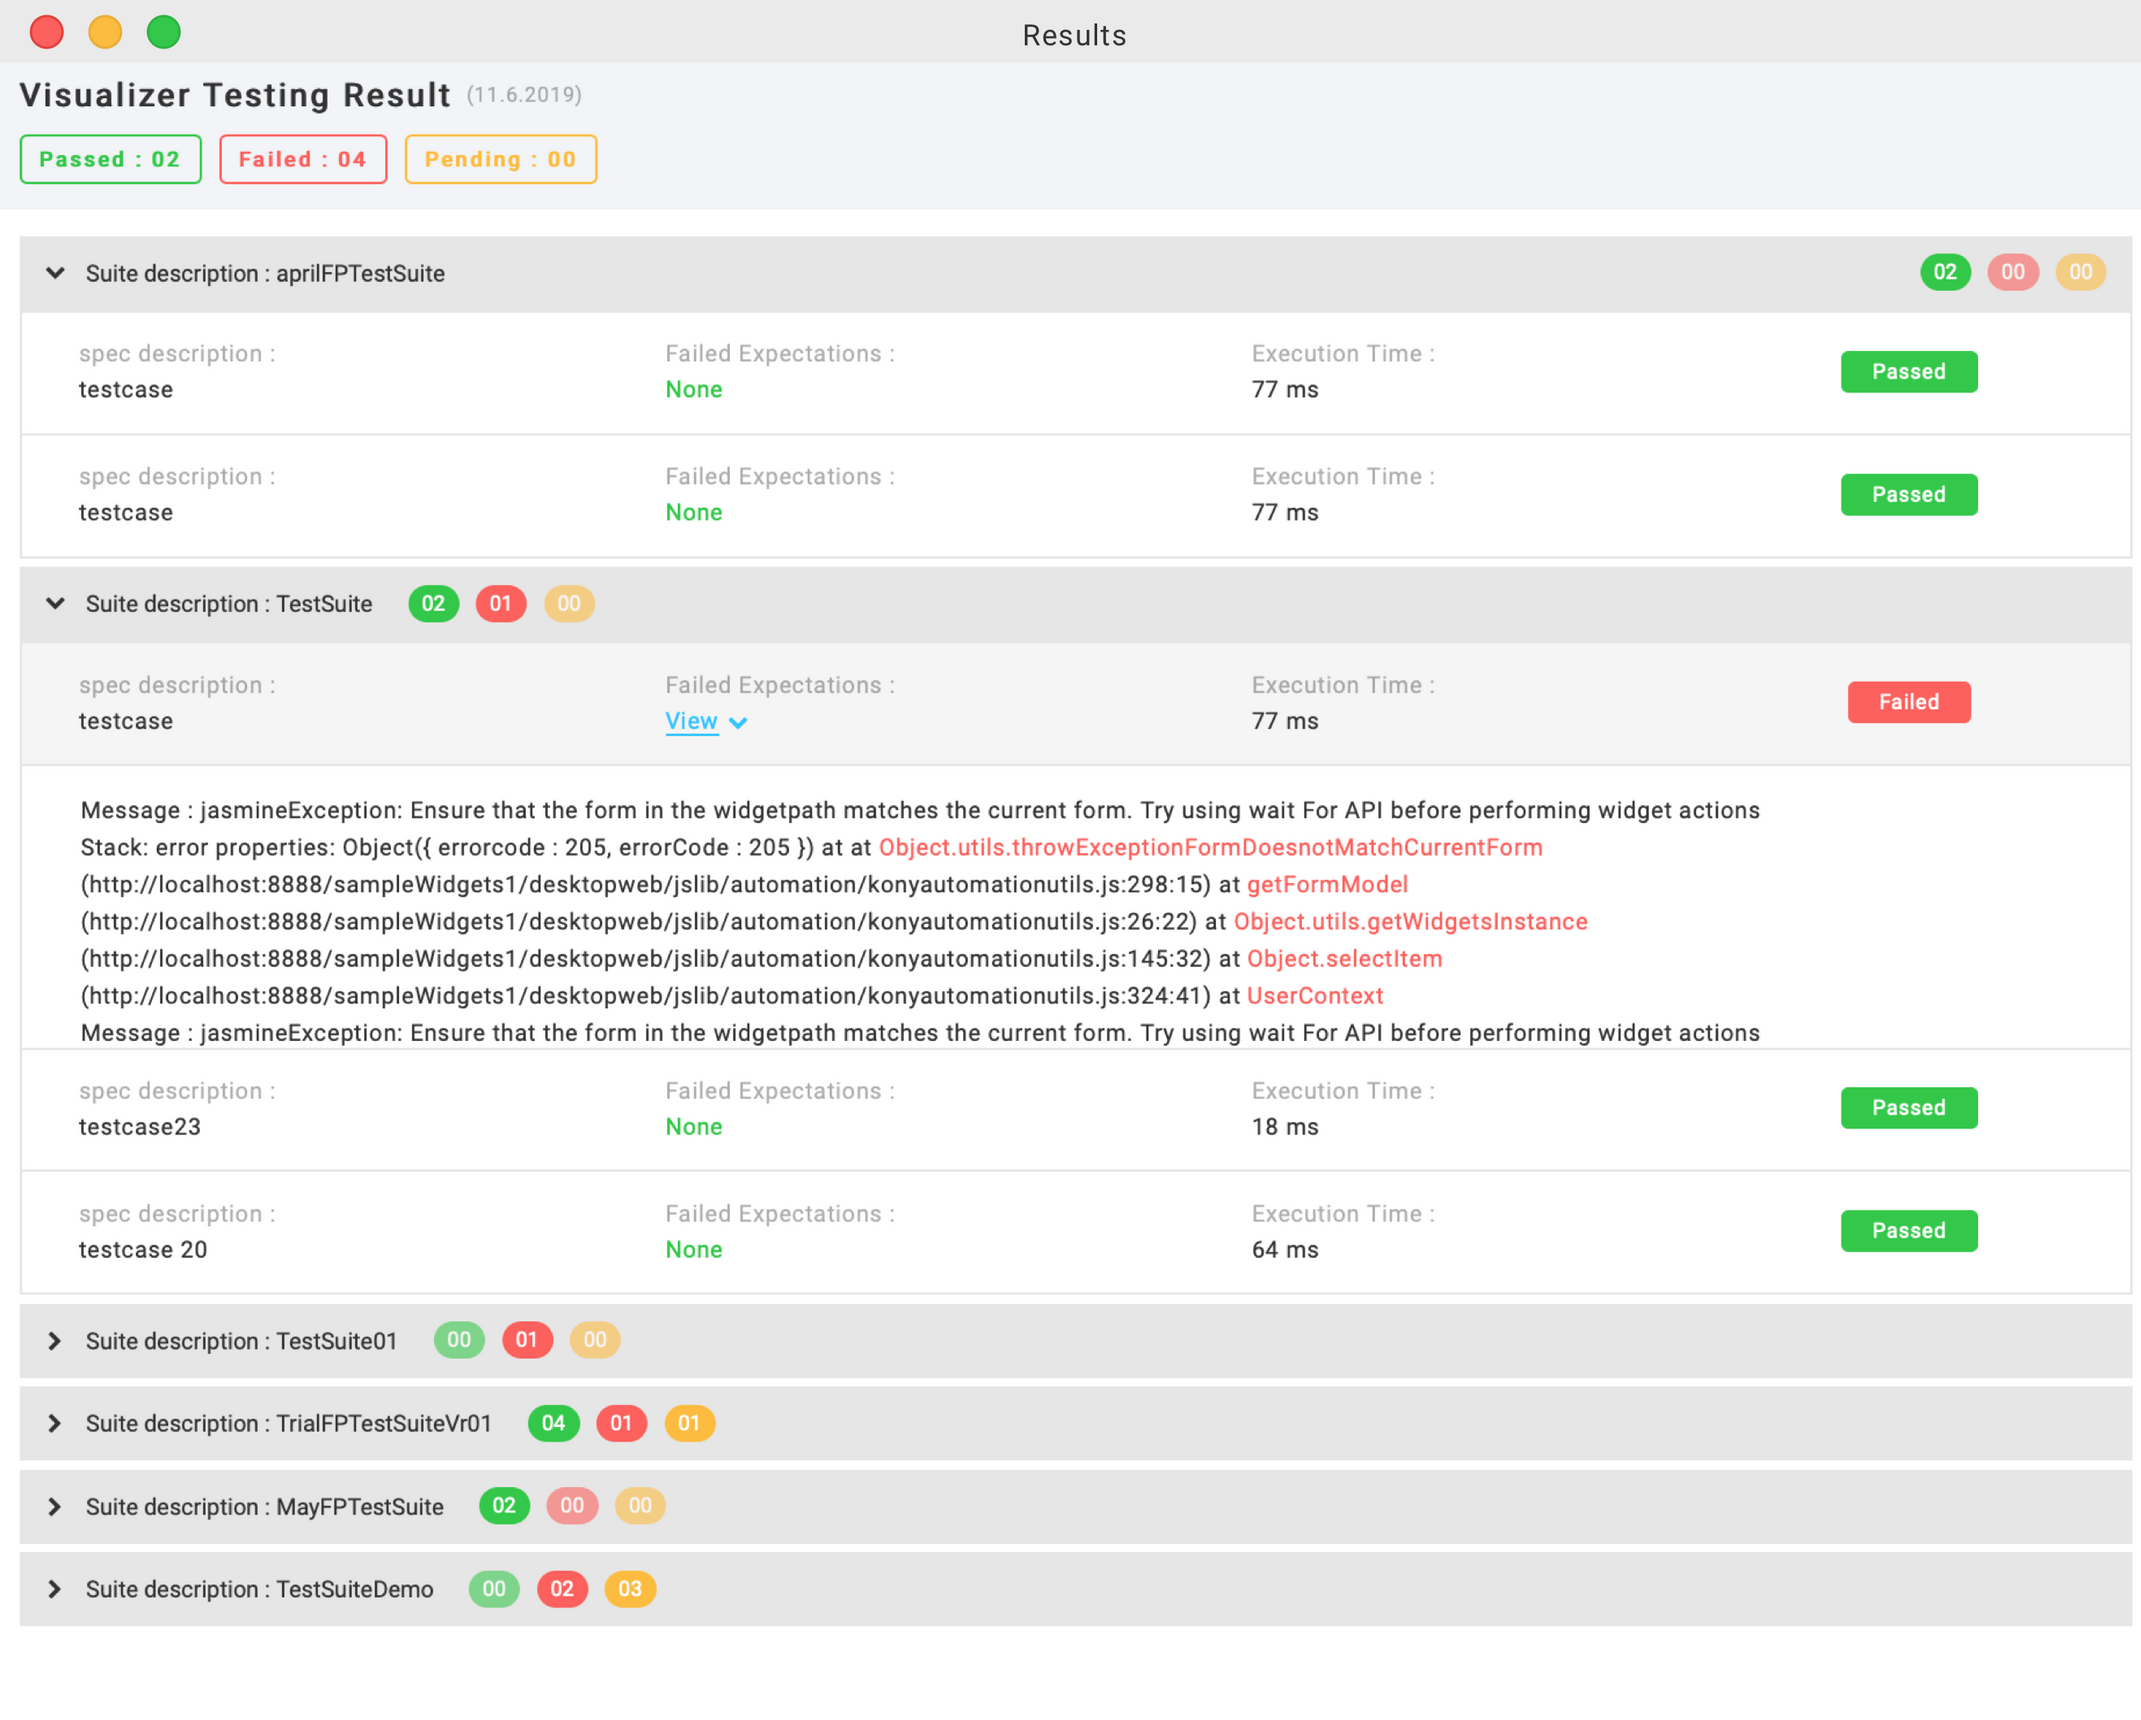 Results
Visualizer Testing Result (11.6.2019)
Passed : 02 Failed : 04 Pending : 00
Suite description : aprilFPTestSuite 02 00 00
spec description : Failed Expectations : Execution Time :
testcase None 77 ms Passed
spec description : Failed Expectations : Execution Time :
testcase None 77 ms Passed
Suite description : TestSuite 02 01 00
spec description : Failed Expectations : Execution Time :
testcase View 77 ms Failed
Message : jasmineException: Ensure that the form in the widgetpath matches the current form. Try using wait For API before performing widget actions
Stack: error properties: Object({ errorcode : 205, errorCode : 205 }) at at Object.utils.throwExceptionFormDoesnotMatchCurrentForm
(http://localhost:8888/sampleWidgets1/desktopweb/jslib/automation/konyautomationutils.js:298:15) at getFormModel
(http://localhost:8888/sampleWidgets1/desktopweb/jslib/automation/konyautomationutils.js:26:22) at Object.utils.getWidgetsInstance
(http://localhost:8888/sampleWidgets1/desktopweb/jslib/automation/konyautomationutils.js:145:32) at Object.selectItem
(http://localhost:8888/sampleWidgets1/desktopweb/jslib/automation/konyautomationutils.js:324:41) at UserContext
Message : jasmineException: Ensure that the form in the widgetpath matches the current form. Try using wait For API before performing widget actions
spec description : Failed Expectations : Execution Time :
testcase23 None 18 ms Passed
spec description : Failed Expectations : Execution Time :
testcase 20 None 64 ms Passed
Suite description : TestSuite01 00 01 00
Suite description : TrialFPTestSuiteVr01 04 01 01
Suite description : MayFPTestSuite 02 00 00
Suite description : TestSuiteDemo 00 02 03